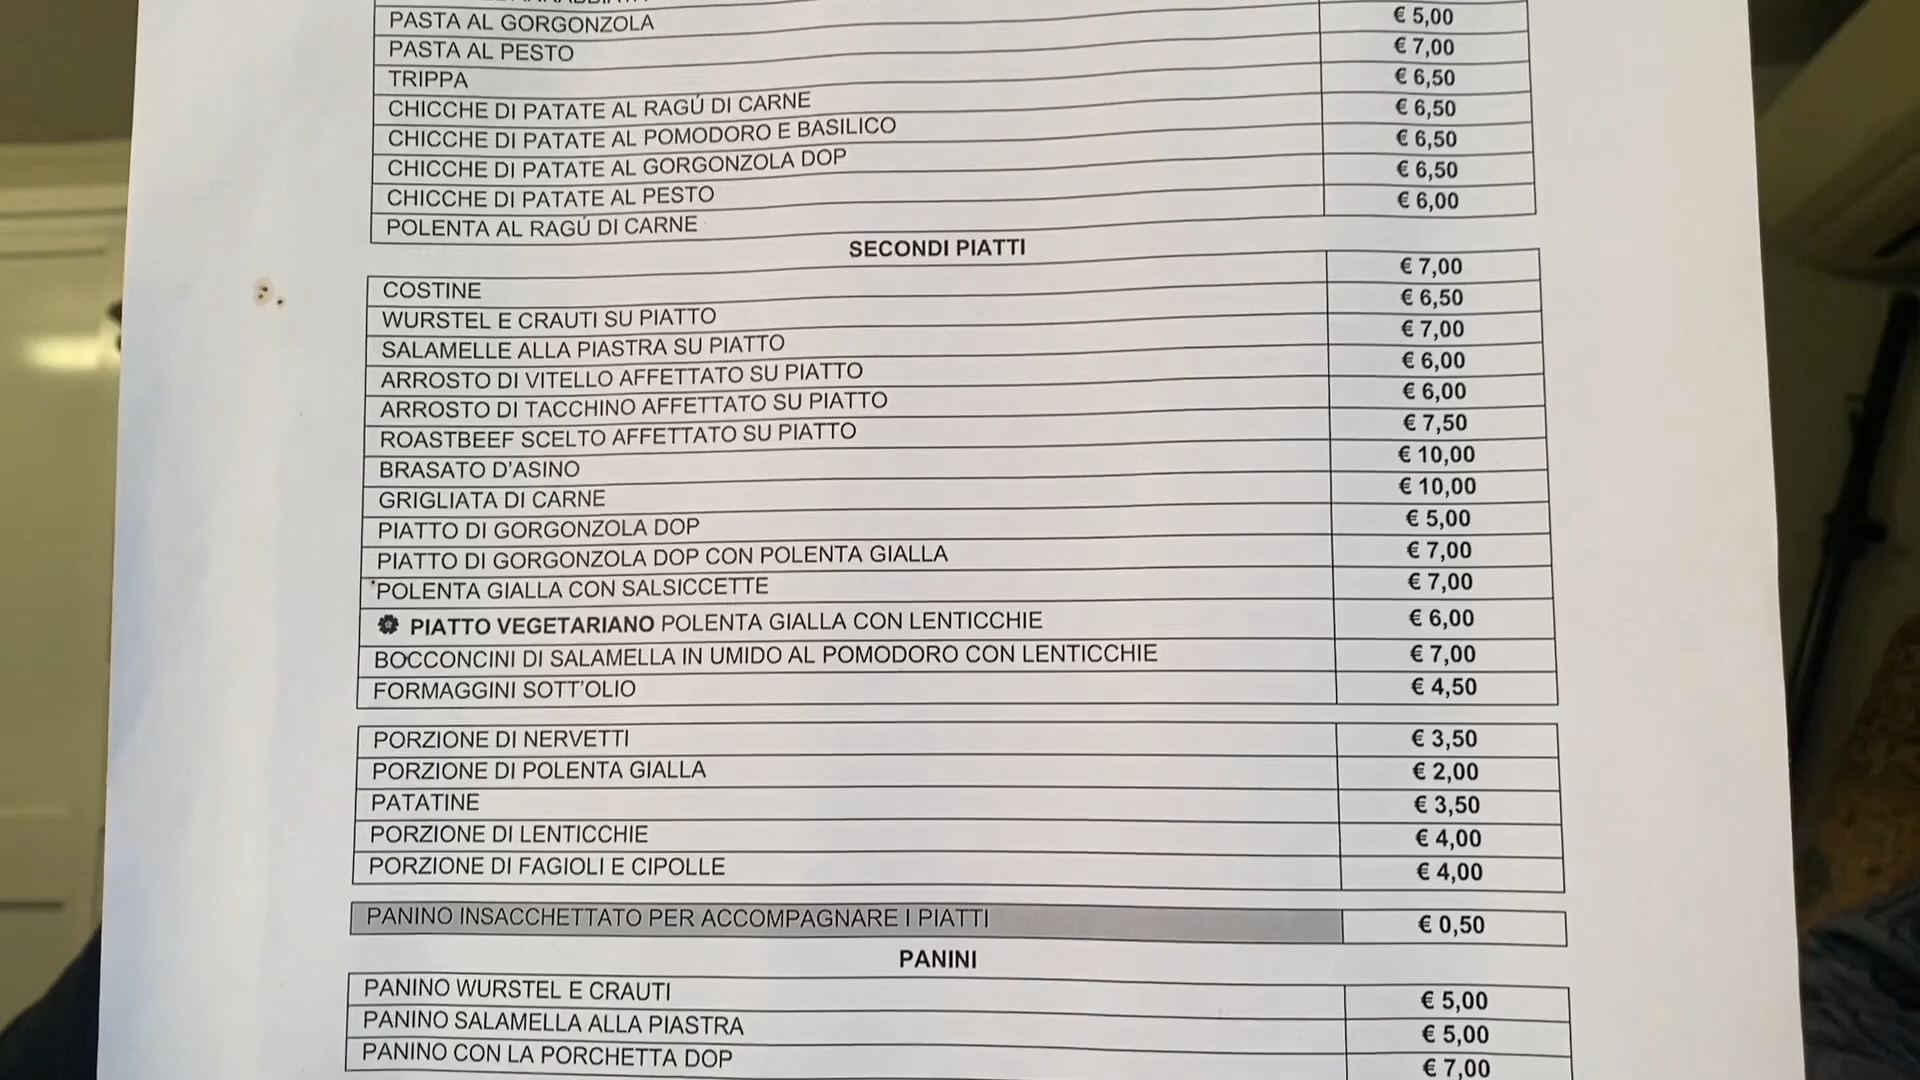 PASTA AL GORGONZOLA
PASTA AL PESTO € 5,00
TRIPPA € 7,00
CHICCHE DI PATATE AL RAGÚ DI CARNE € 6,50
CHICCHE DI PATATE AL POMODORO E BASILICO € 6,50
CHICCHE DI PATATE AL GORGONZOLA DOP € 6,50
CHICCHE DI PATATE AL PESTO € 6,50
POLENTA AL RAGÚ DI CARNE € 6,00
SECONDI PIATTI
COSTINE € 7,00
WURSTEL E CRAUTI SU PIATTO € 6,50
SALAMELLE ALLA PIASTRA SU PIATTO € 7,00
ARROSTO DI VITELLO AFFETTATO SU PIATTO € 6,00
ARROSTO DI TACCHINO AFFETTATO SU PIATTO € 6,00
ROASTBEEF SCELTO AFFETTATO SU PIATTO € 7,50
BRASATO D'ASINO € 10,00
GRIGLIATA DI CARNE € 10,00
PIATTO DI GORGONZOLA DOP € 5,00
PIATTO DI GORGONZOLA DOP CON POLENTA GIALLA € 7,00
POLENTA GIALLA CON SALSICCETTE € 7,00
PIATTO VEGETARIANO POLENTA GIALLA CON LENTICCHIE € 6,00
BOCCONCINI DI SALAMELLA IN UMIDO AL POMODORO CON LENTICCHIE € 7,00
FORMAGGINI SOTT'OLIO € 4,50
PORZIONE DI NERVETTI € 3,50
PORZIONE DI POLENTA GIALLA € 2,00
PATATINE € 3,50
PORZIONE DI LENTICCHIE € 4,00
PORZIONE DI FAGIOLI E CIPOLLE € 4,00
PANINO INSACCHETTATO PER ACCOMPAGNARE I PIATTI € 0,50
PANINI
PANINO WURSTEL E CRAUTI € 5,00
PANINO SALAMELLA ALLA PIASTRA € 5,00
PANINO CON LA PORCHETTA DOP € 7,00